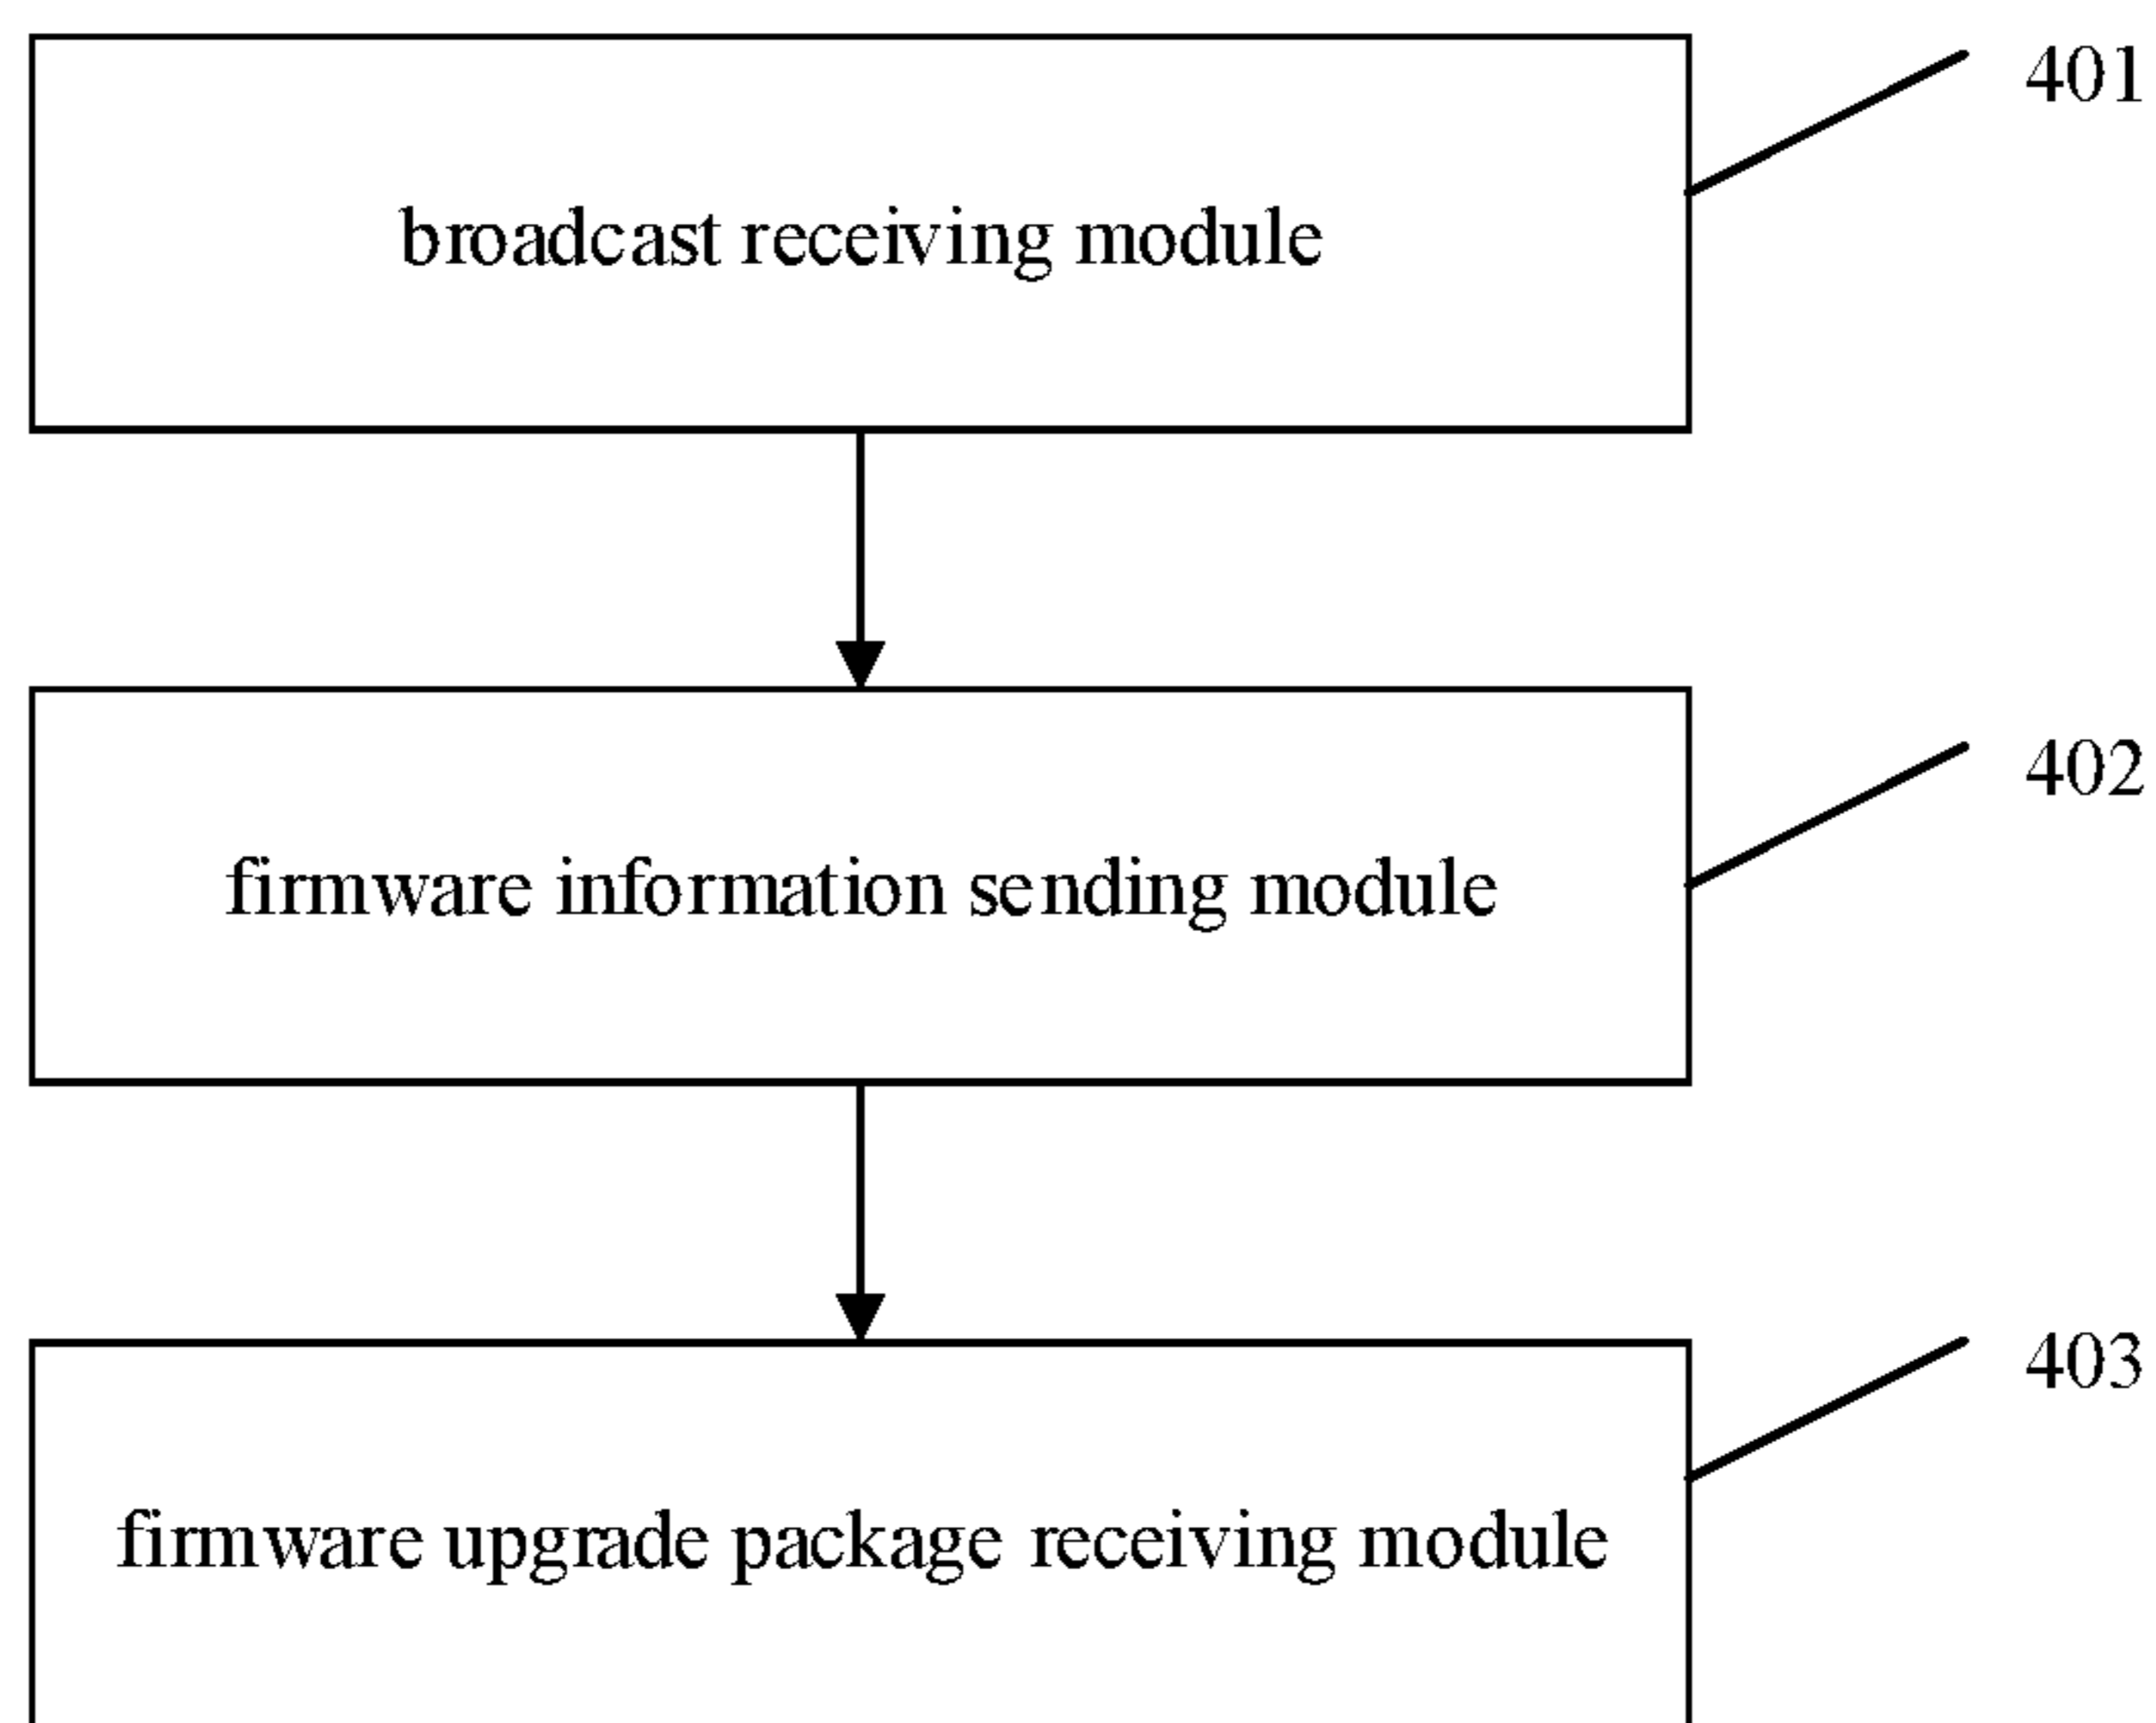 401
broadcast receiving module
402
firmware information sending module
403
firmware upgrade package receiving module